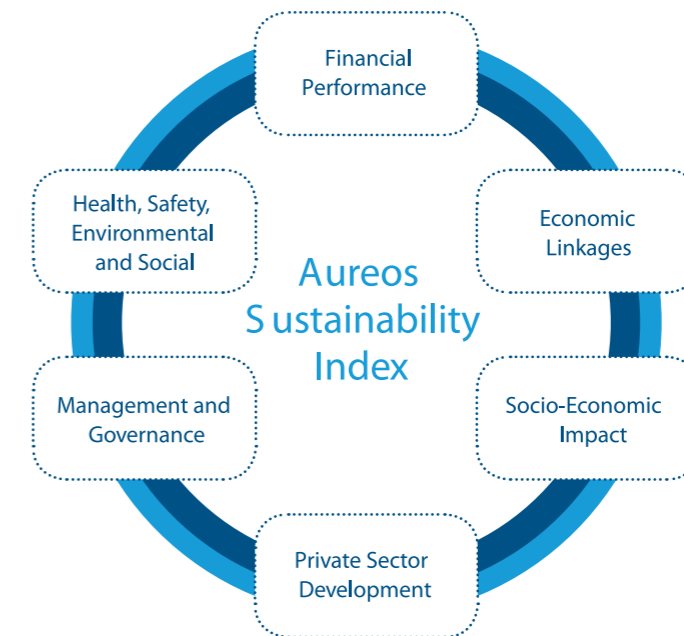 Financial
Performance
Health, Safety,
Environmental
and Social
Economic
Linkages
Aureos
Sustainability
Index
Management and
Governance
Socio-Economic
Impact
Private Sector
Development